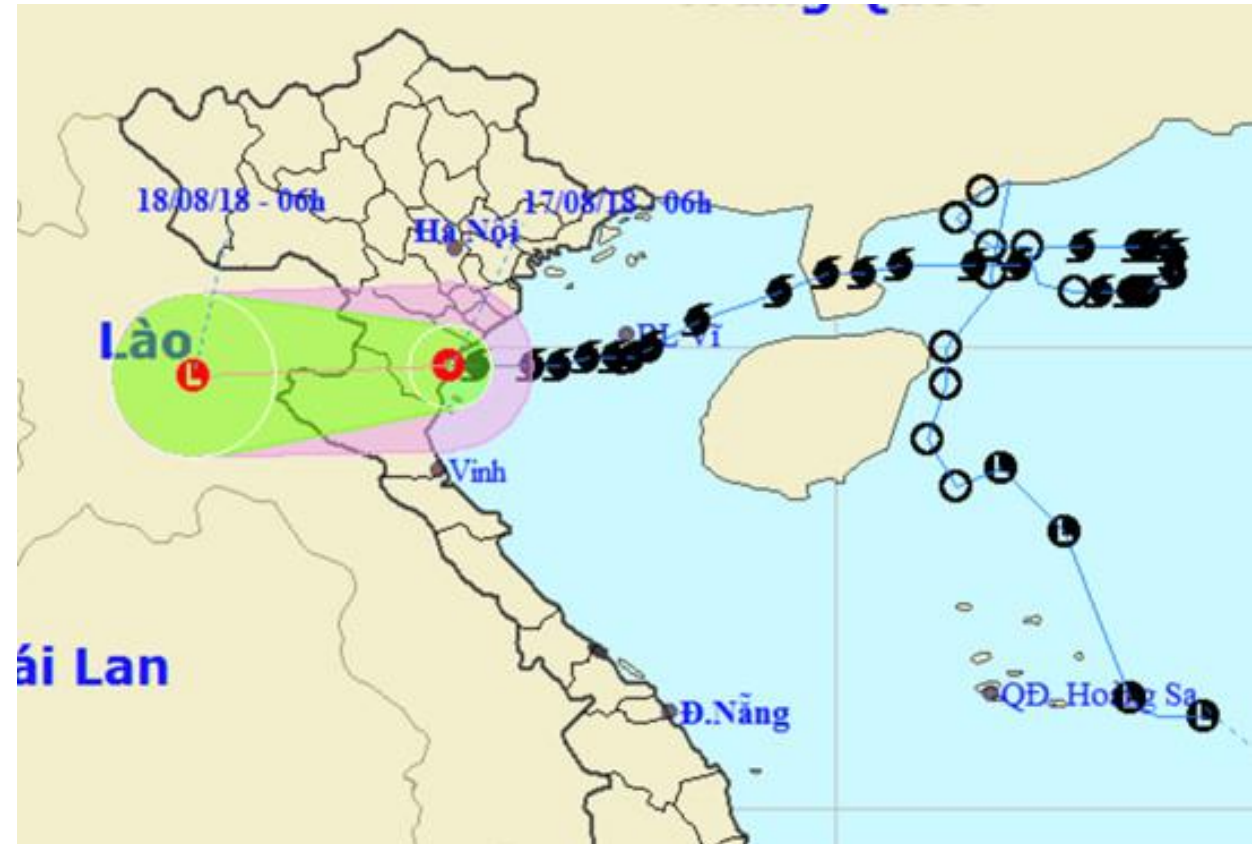 18/08/18 - 06h
17/08/18 - 06h
Hà Nội
Lào
BL Vĩ
Vinh
ái Lan
QĐ. Hoàng Sa
Đ.Nẵng